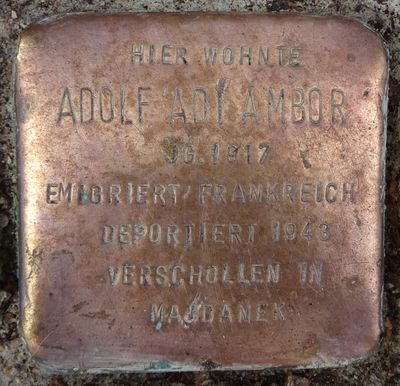 HIER WOHNTE
ADOLF 'ADI' AMBOR
JG. 1917
EMIGRIERT/FRANKREICH
DEPORTIERT 1943
VERSCHOLLEN IN
MAJDANEK